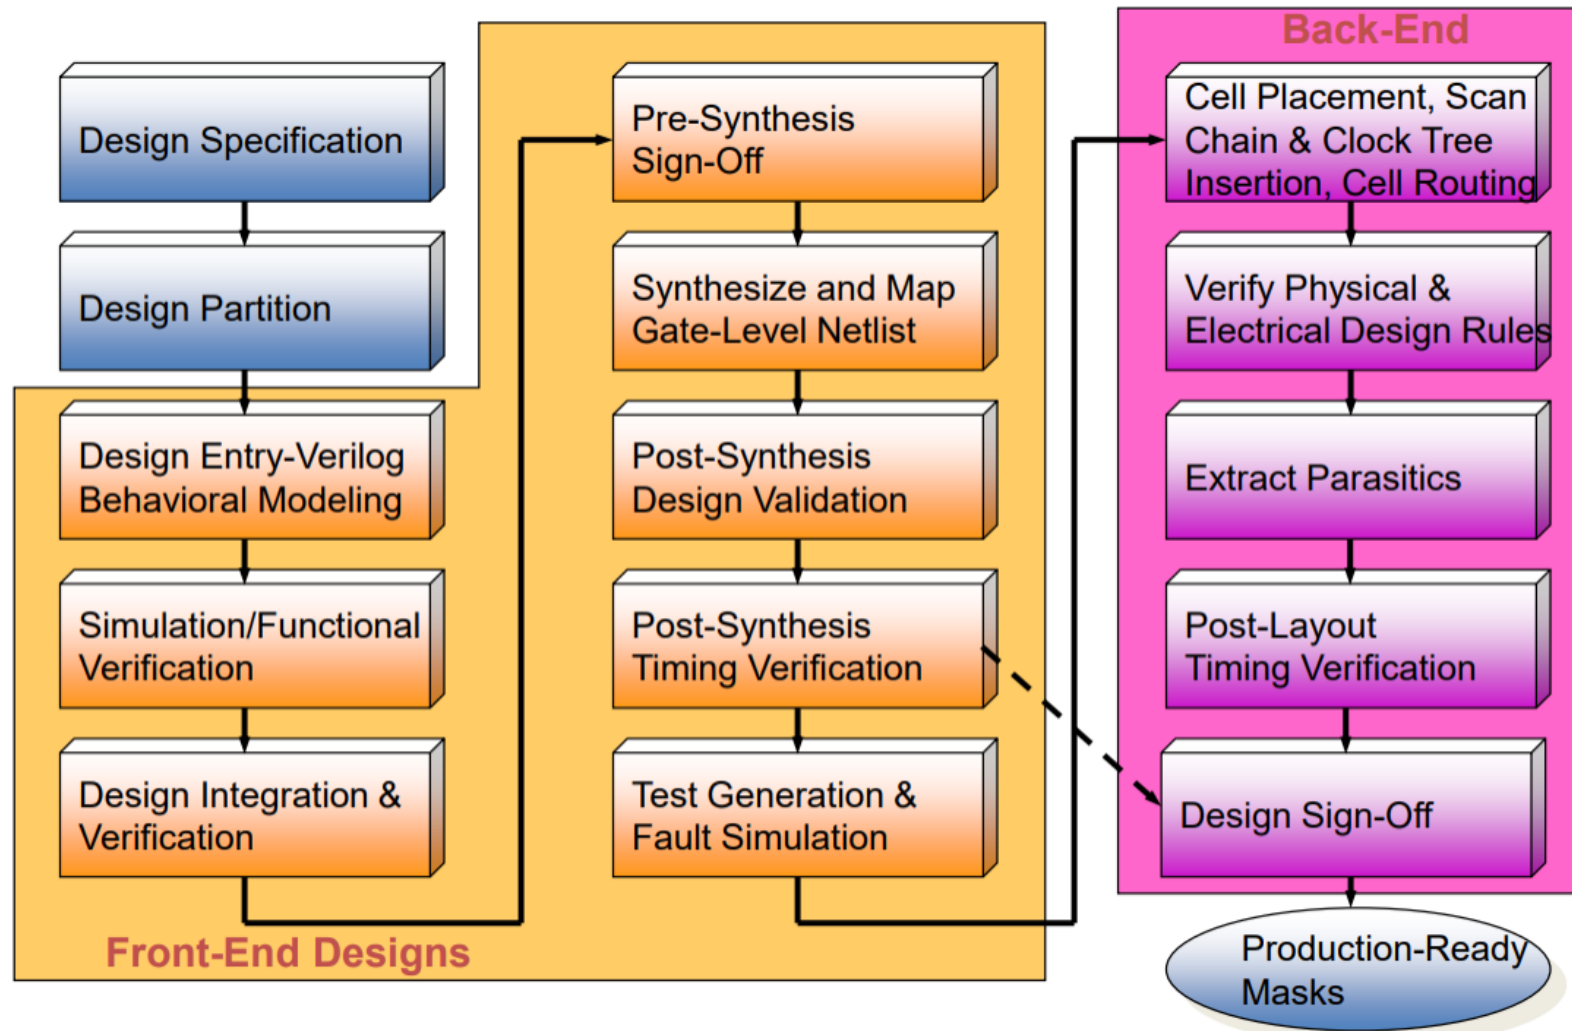 Design Specification
Design Partition
Design Entry-Verilog
Behavioral Modeling
Simulation/Functional
Verification
Design Integration &
Verification
Front-End Designs
Pre-Synthesis
Sign-Off
Synthesize and Map
Gate-Level Netlist
Post-Synthesis
Design Validation
Post-Synthesis
Timing Verification
Test Generation &
Fault Simulation
Back-End
Cell Placement, Scan
Chain & Clock Tree
Insertion, Cell Routing
Verify Physical &
Electrical Design Rules
Extract Parasitics
Post-Layout
Timing Verification
Design Sign-Off
Production-Ready
Masks